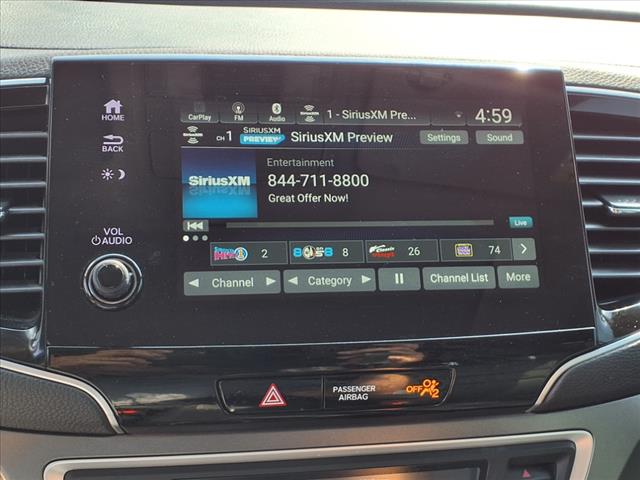 HOME
BACK
VOL
AUDIO
CarPlay
FM
Audio
1 - SiriusXM Pre...
4:59
CH 1
SIRIUSXM
PREVIEW
SiriusXM Preview
Settings
Sound
SiriusXM
Entertainment
844-711-8800
Great Offer Now!
Live
2
8
26
74
Channel
Category
Channel List
More
PASSENGER
AIRBAG
OFF
2